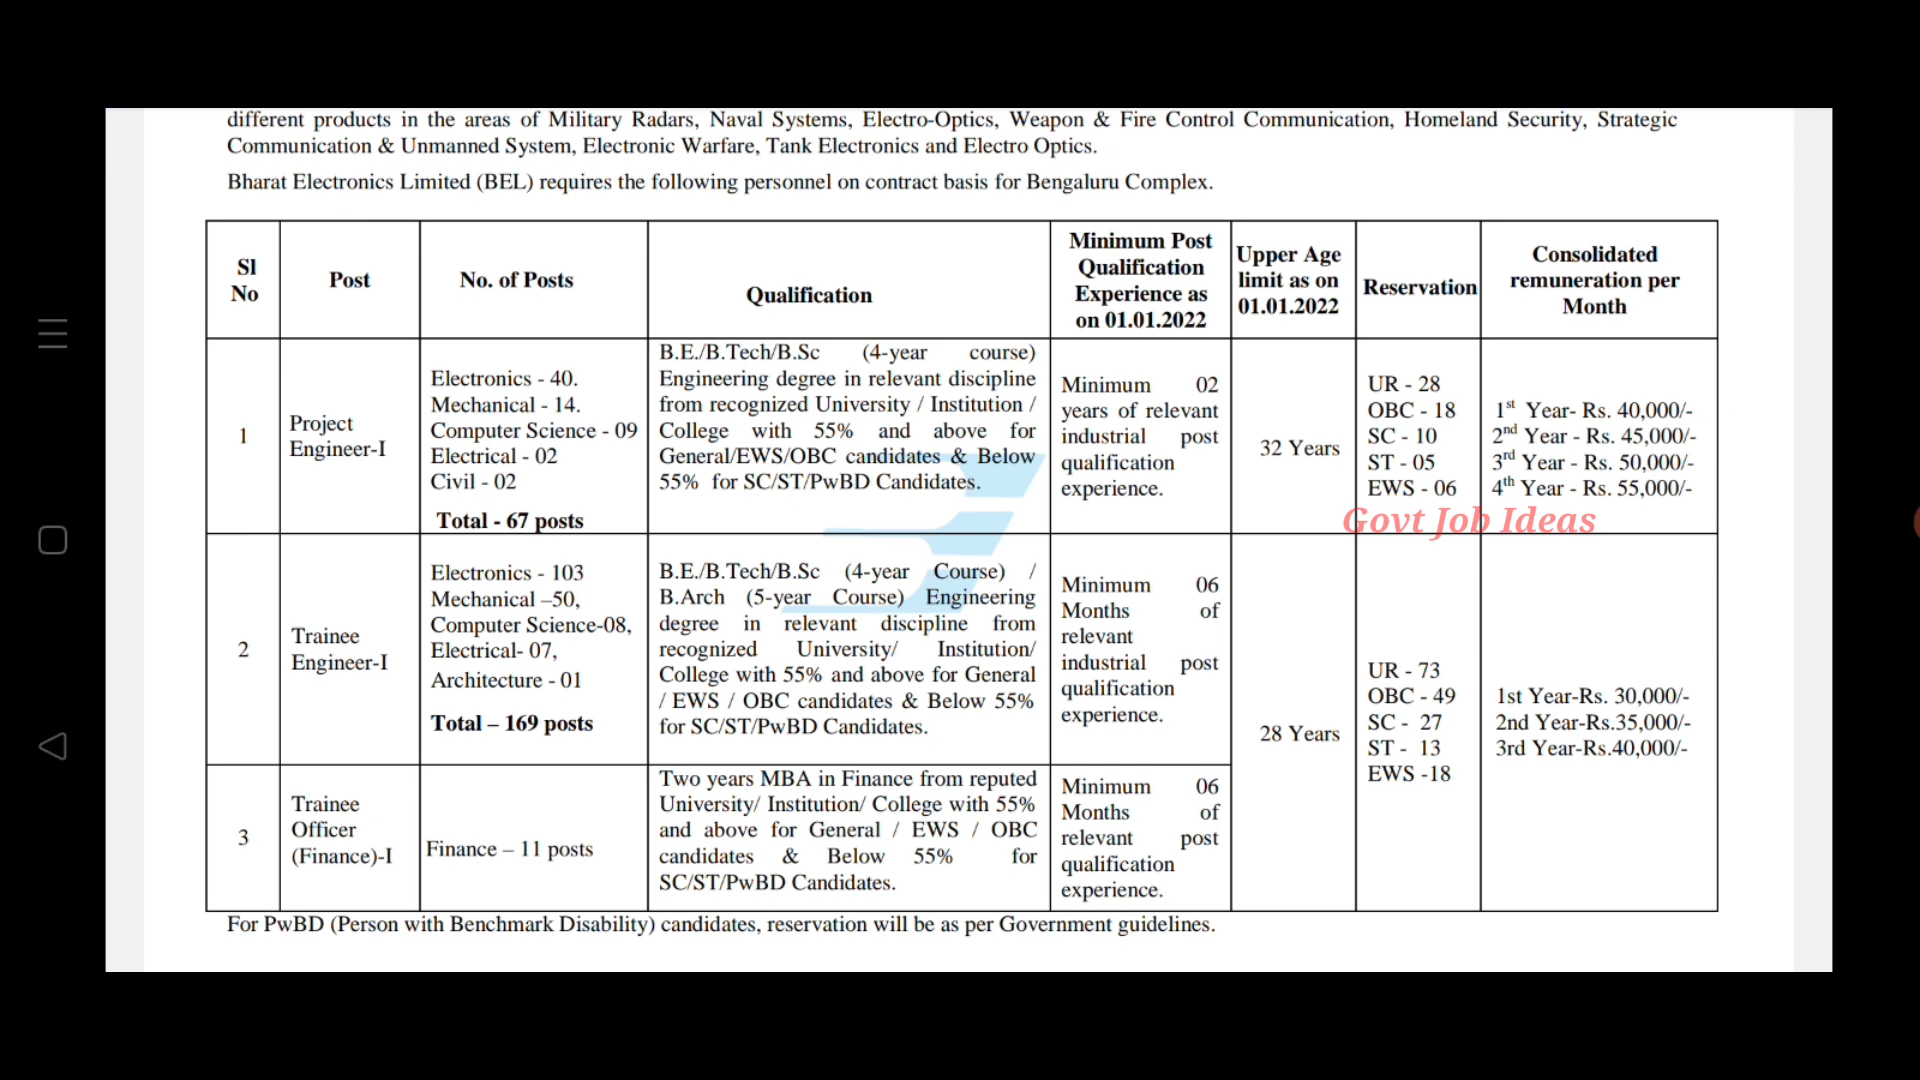 different products in the areas of Military Radars, Naval Systems, Electro-Optics, Weapon & Fire Control Communication, Homeland Security, Strategic
Communication & Unmanned System, Electronic Warfare, Tank Electronics and Electro Optics.
Bharat Electronics Limited (BEL) requires the following personnel on contract basis for Bengaluru Complex.
Sl
No
Post
No. of Posts
Qualification
Minimum Post
Qualification
Experience as
on 01.01.2022
Upper Age
limit as on
01.01.2022
Reservation
Consolidated
remuneration per
Month
1
Project
Engineer-I
Electronics - 40.
Mechanical - 14.
Computer Science - 09
Electrical - 02
Civil - 02
Total - 67 posts
B.E./B.Tech/B.Sc (4-year course)
Engineering degree in relevant discipline
from recognized University / Institution /
College with 55% and above for
General/EWS/OBC candidates & Below
55% for SC/ST/PwBD Candidates.
Minimum 02
years of relevant
industrial post
qualification
experience.
32 Years
UR - 28
OBC - 18
SC - 10
ST - 05
EWS - 06
1st Year- Rs. 40,000/-
2nd Year - Rs. 45,000/-
3rd Year - Rs. 50,000/-
4th Year - Rs. 55,000/-
Govt Job Ideas
2
Trainee
Engineer-I
Electronics - 103
Mechanical –50,
Computer Science-08,
Electrical- 07,
Architecture - 01
Total – 169 posts
B.E./B.Tech/B.Sc (4-year Course) /
B.Arch (5-year Course) Engineering
degree in relevant discipline from
recognized University/ Institution/
College with 55% and above for General
/ EWS / OBC candidates & Below 55%
for SC/ST/PwBD Candidates.
Minimum 06
Months of
relevant
industrial post
qualification
experience.
28 Years
UR - 73
OBC - 49
SC - 27
ST - 13
EWS -18
1st Year-Rs. 30,000/-
2nd Year-Rs.35,000/-
3rd Year-Rs.40,000/-
3
Trainee
Officer
(Finance)-I
Finance – 11 posts
Two years MBA in Finance from reputed
University/ Institution/ College with 55%
and above for General / EWS / OBC
candidates & Below 55% for
SC/ST/PwBD Candidates.
Minimum 06
Months of
relevant post
qualification
experience.
For PwBD (Person with Benchmark Disability) candidates, reservation will be as per Government guidelines.